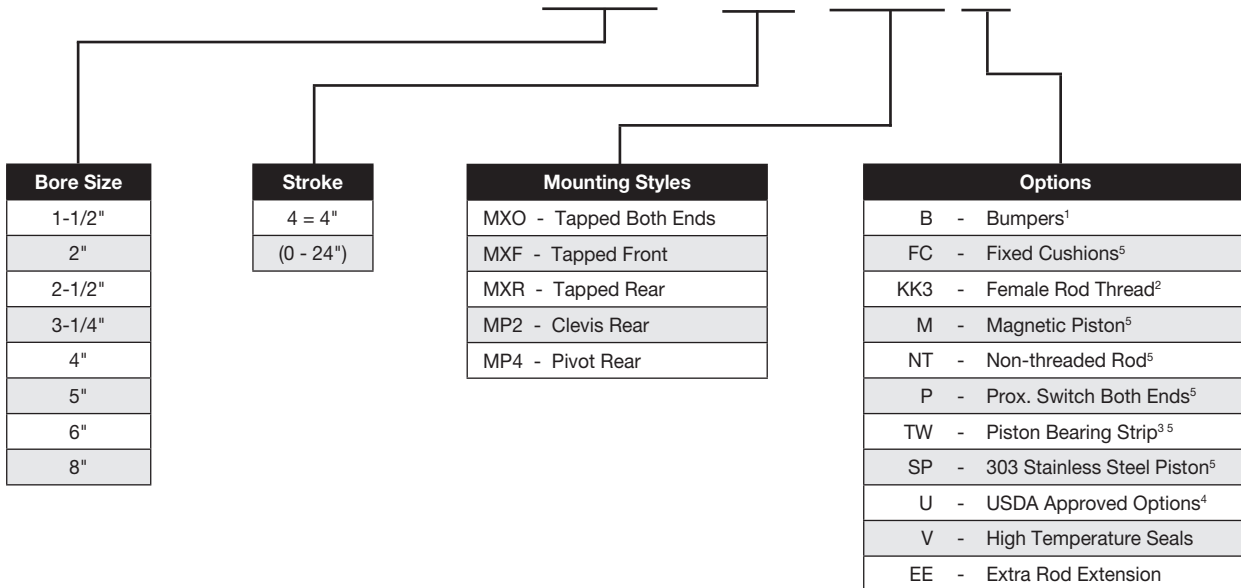 Bore Size
1-1/2"
2"
2-1/2"
3-1/4"
4"
5"
6"
8"
Stroke
4 = 4"
(0 - 24")
Mounting Styles
MXO - Tapped Both Ends
MXF - Tapped Front
MXR - Tapped Rear
MP2 - Clevis Rear
MP4 - Pivot Rear
Options
B - Bumpers¹
FC - Fixed Cushions⁵
KK3 - Female Rod Thread²
M - Magnetic Piston⁵
NT - Non-threaded Rod⁵
P - Prox. Switch Both Ends⁵
TW - Piston Bearing Strip³ ⁵
SP - 303 Stainless Steel Piston⁵
U - USDA Approved Options⁴
V - High Temperature Seals
EE - Extra Rod Extension